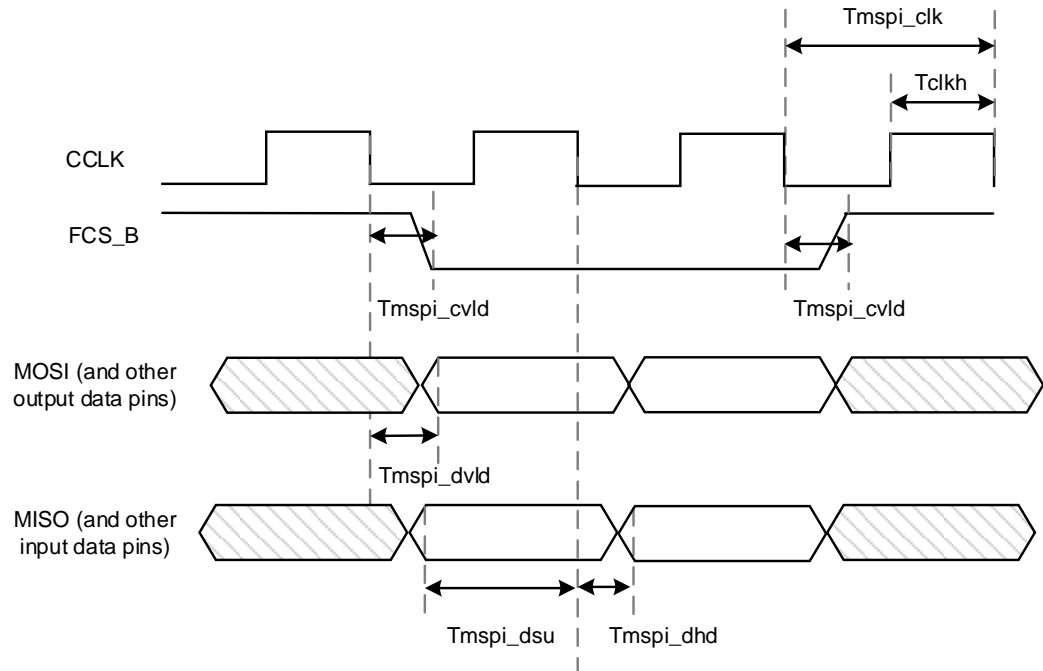 Tmspi_clk
Tclkh
CCLK
FCS_B
Tmspi_cvld
Tmspi_cvld
MOSI (and other
output data pins)
Tmspi_dvld
MISO (and other
input data pins)
Tmspi_dsu
Tmspi_dhd